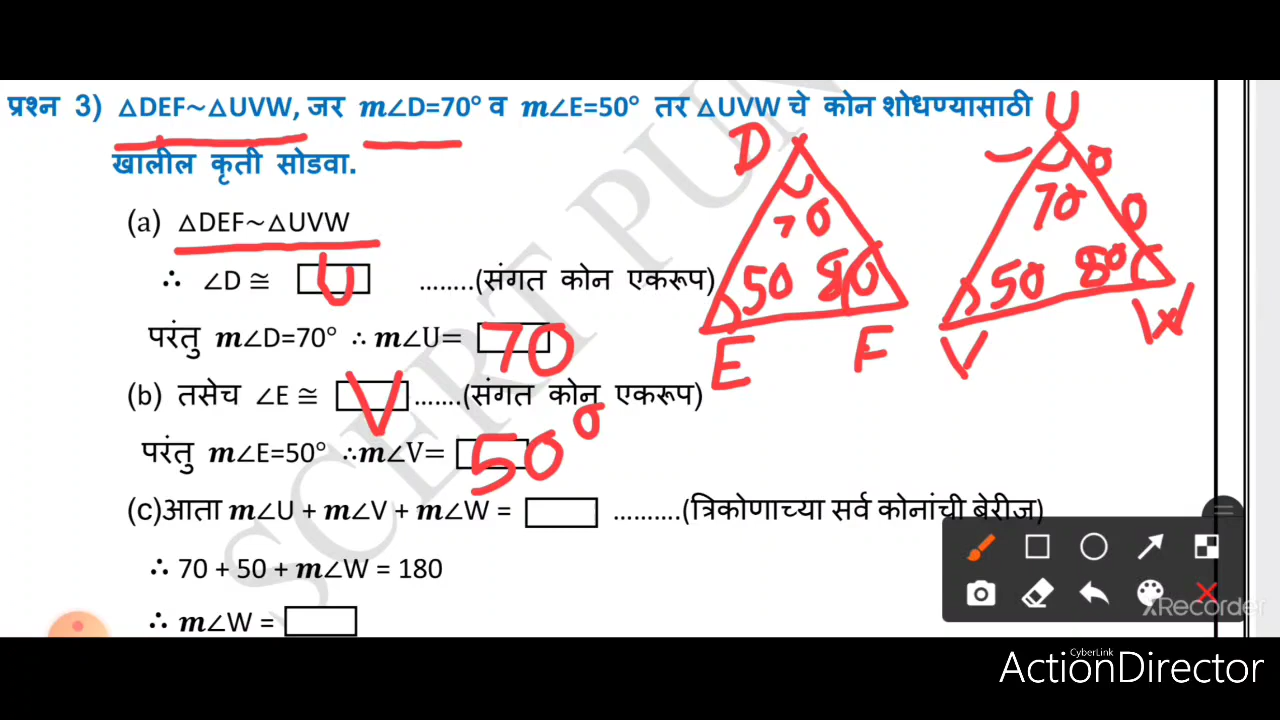 प्रश्न 3) △DEF~△UVW, जर m∠D=70° व m∠E=50° तर △UVW चे कोन शोधण्यासाठी
खालील कृती सोडवा.
(a) △DEF~△UVW
∴ ∠D ≅ U ........(संगत कोन एकरूप)
परंतु m∠D=70° ∴ m∠U= 70
(b) तसेच ∠E ≅ V .......(संगत कोन एकरूप)
परंतु m∠E=50° ∴m∠V= 50°
(c)आता m∠U + m∠V + m∠W = ..........(त्रिकोणाच्या सर्व कोनांची बेरीज)
∴ 70 + 50 + m∠W = 180
∴ m∠W =
D
70
50 80
E F
U
70
50 80
V W
SCERT PUN
XRecorder
CyberLink
ActionDirector